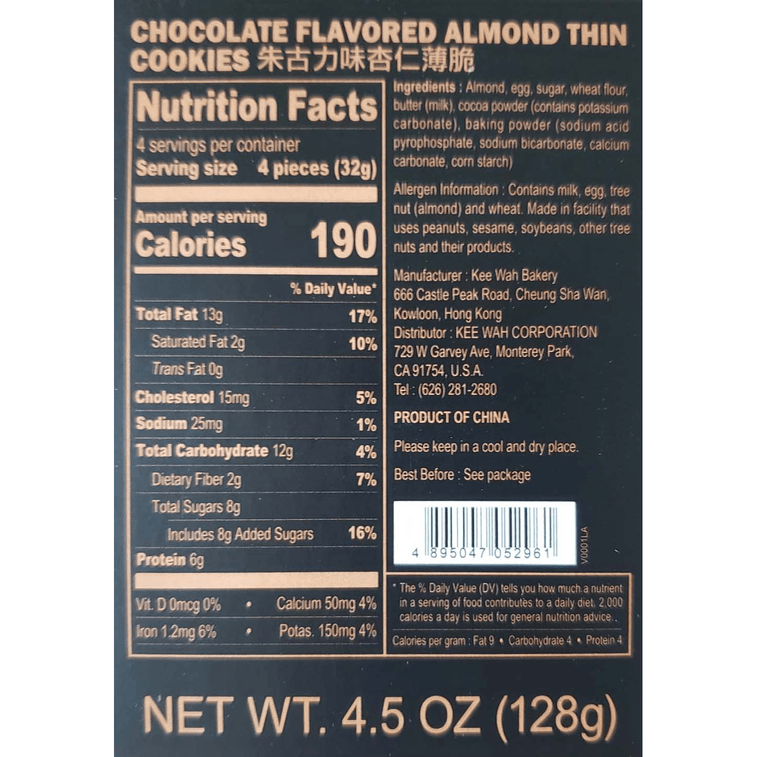 CHOCOLATE FLAVORED ALMOND THIN
COOKIES 朱古力味杏仁薄脆
Nutrition Facts
4 servings per container
Serving size 4 pieces (32g)
Amount per serving
Calories 190
% Daily Value*
Total Fat 13g 17%
Saturated Fat 2g 10%
Trans Fat 0g
Cholesterol 15mg 5%
Sodium 25mg 1%
Total Carbohydrate 12g 4%
Dietary Fiber 2g 7%
Total Sugars 8g
Includes 8g Added Sugars 16%
Protein 6g
Vit. D 0mcg 0% • Calcium 50mg 4%
Iron 1.2mg 6% • Potas. 150mg 4%
Ingredients : Almond, egg, sugar, wheat flour,
butter (milk), cocoa powder (contains potassium
carbonate), baking powder (sodium acid
pyrophosphate, sodium bicarbonate, calcium
carbonate, corn starch)
Allergen Information : Contains milk, egg, tree
nut (almond) and wheat. Made in facility that
uses peanuts, sesame, soybeans, other tree
nuts and their products.
Manufacturer : Kee Wah Bakery
666 Castle Peak Road, Cheung Sha Wan,
Kowloon, Hong Kong
Distributor : KEE WAH CORPORATION
729 W Garvey Ave, Monterey Park,
CA 91754, U.S.A.
Tel : (626) 281-2680
PRODUCT OF CHINA
Please keep in a cool and dry place.
Best Before : See package
4 895047 052961
V0001LA
* The % Daily Value (DV) tells you how much a nutrient
in a serving of food contributes to a daily diet. 2,000
calories a day is used for general nutrition advice.
Calories per gram : Fat 9 • Carbohydrate 4 • Protein 4
NET WT. 4.5 OZ (128g)